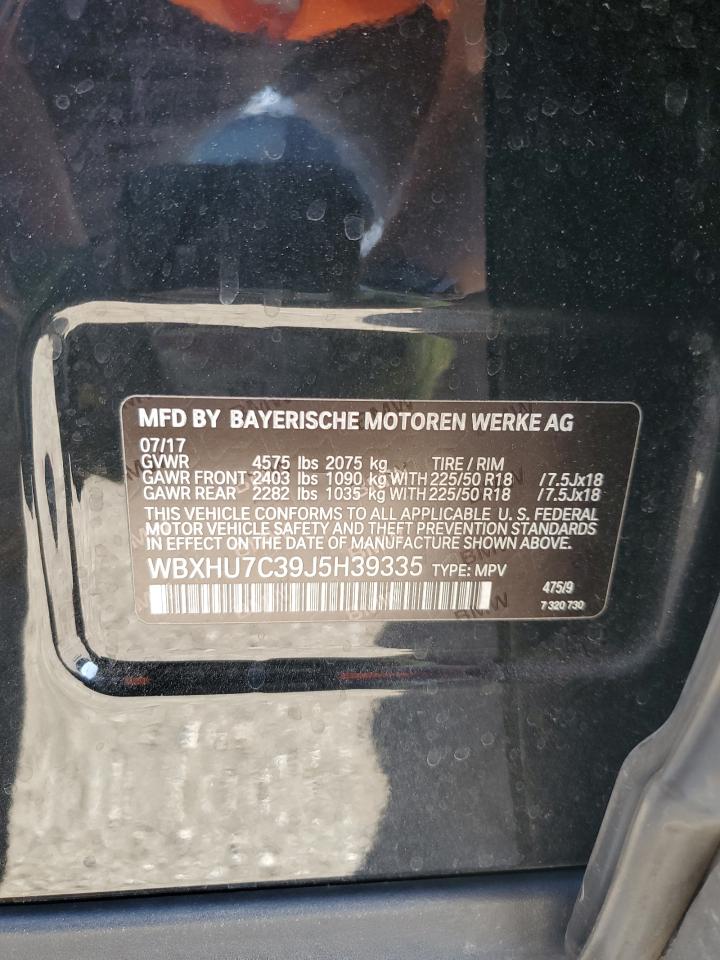 MFD BY BAYERISCHE MOTOREN WERKE AG
07/17
GVWR 4575 lbs 2075 kg TIRE / RIM
GAWR FRONT 2403 lbs 1090 kg WITH 225/50 R18 /7.5Jx18
GAWR REAR 2282 lbs 1035 kg WITH 225/50 R18 /7.5Jx18
THIS VEHICLE CONFORMS TO ALL APPLICABLE U. S. FEDERAL
MOTOR VEHICLE SAFETY AND THEFT PREVENTION STANDARDS
IN EFFECT ON THE DATE OF MANUFACTURE SHOWN ABOVE.
WBXHU7C39J5H39335 TYPE: MPV
475/9
7 320 730